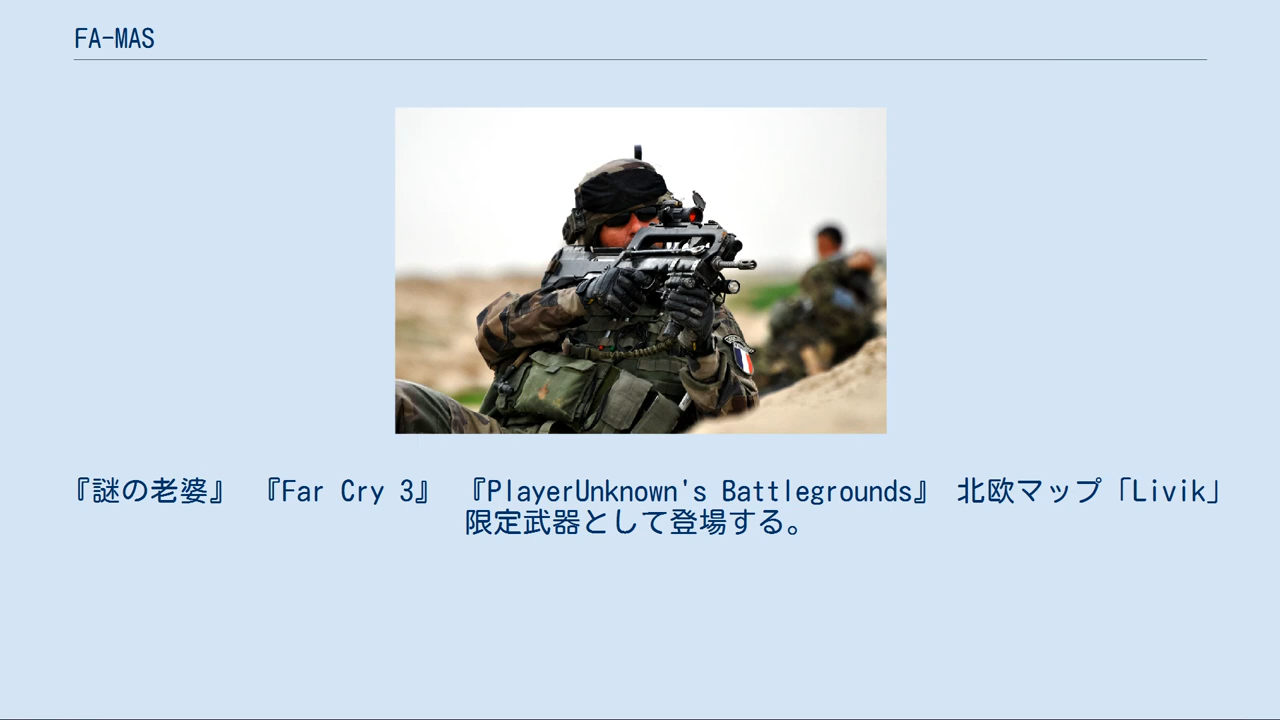 FA-MAS
『謎の老婆』 『Far Cry 3』 『PlayerUnknown's Battlegrounds』 北欧マップ「Livik」
限定武器として登場する。